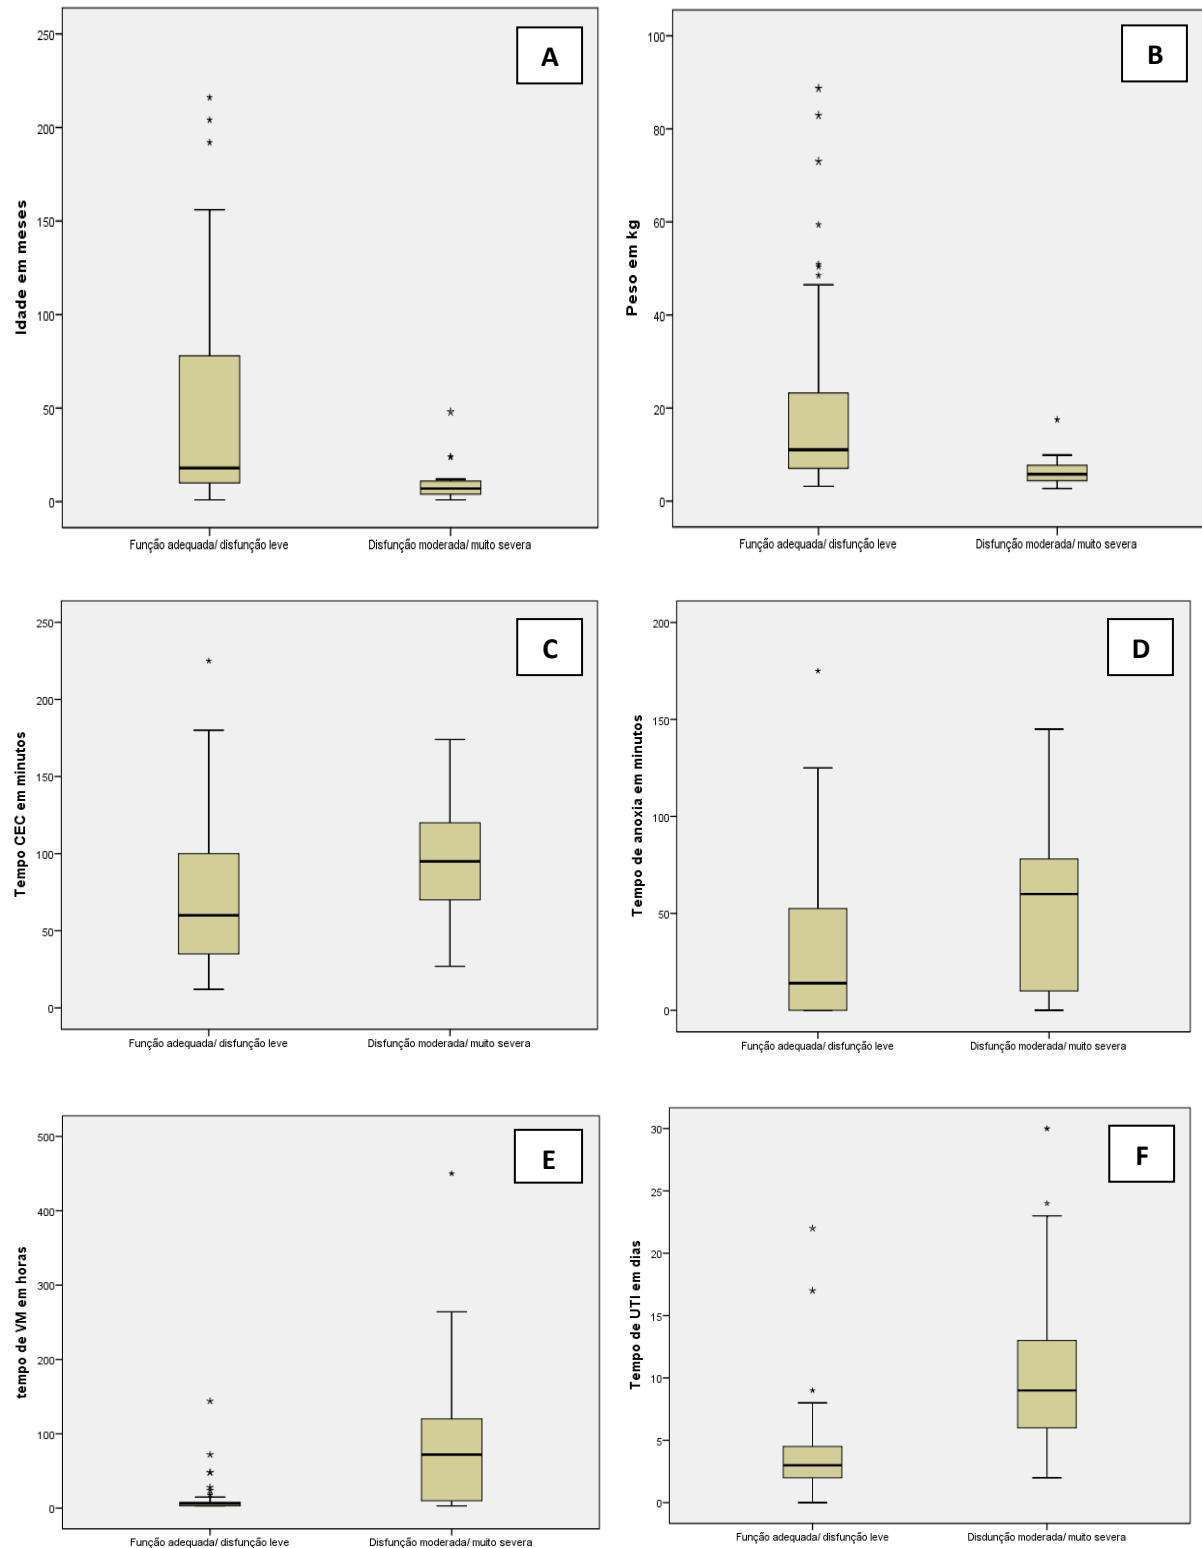 A
Idade em meses
250
200
150
100
50
0
Função adequada/ disfunção leve
Disfunção moderada/ muito severa
B
Peso em kg
100
80
60
40
20
0
Função adequada/ disfunção leve
Disfunção moderada/ muito severa
C
Tempo CEC em minutos
250
200
150
100
50
0
Função adequada/ disfunção leve
Disfunção moderada/ muito severa
D
Tempo de anoxia em minutos
200
150
100
50
0
Função adequada/ disfunção leve
Disfunção moderada/ muito severa
E
tempo de VM em horas
500
400
300
200
100
0
Função adequada/ disfunção leve
Disfunção moderada/ muito severa
F
Tempo de UTI em dias
30
25
20
15
10
5
0
Função adequada/ disfunção leve
Disdunção moderada/ muito severa